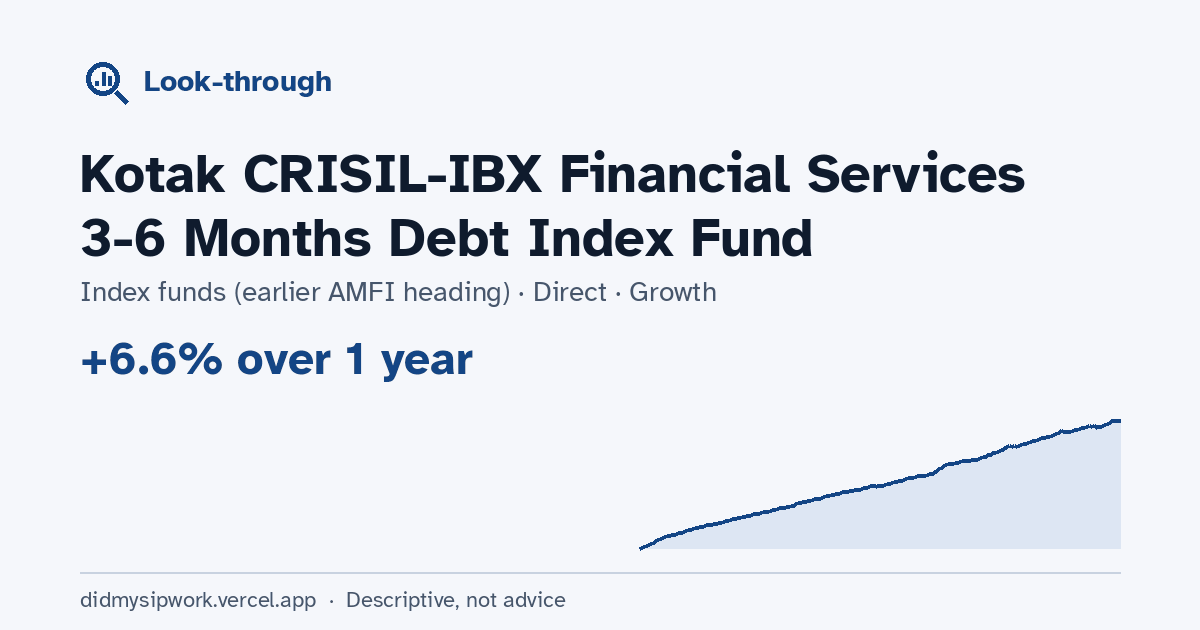 Look-through
Kotak CRISIL-IBX Financial Services
3-6 Months Debt Index Fund
Index funds (earlier AMFI heading) · Direct · Growth
+6.6% over 1 year
didmysipwork.vercel.app · Descriptive, not advice